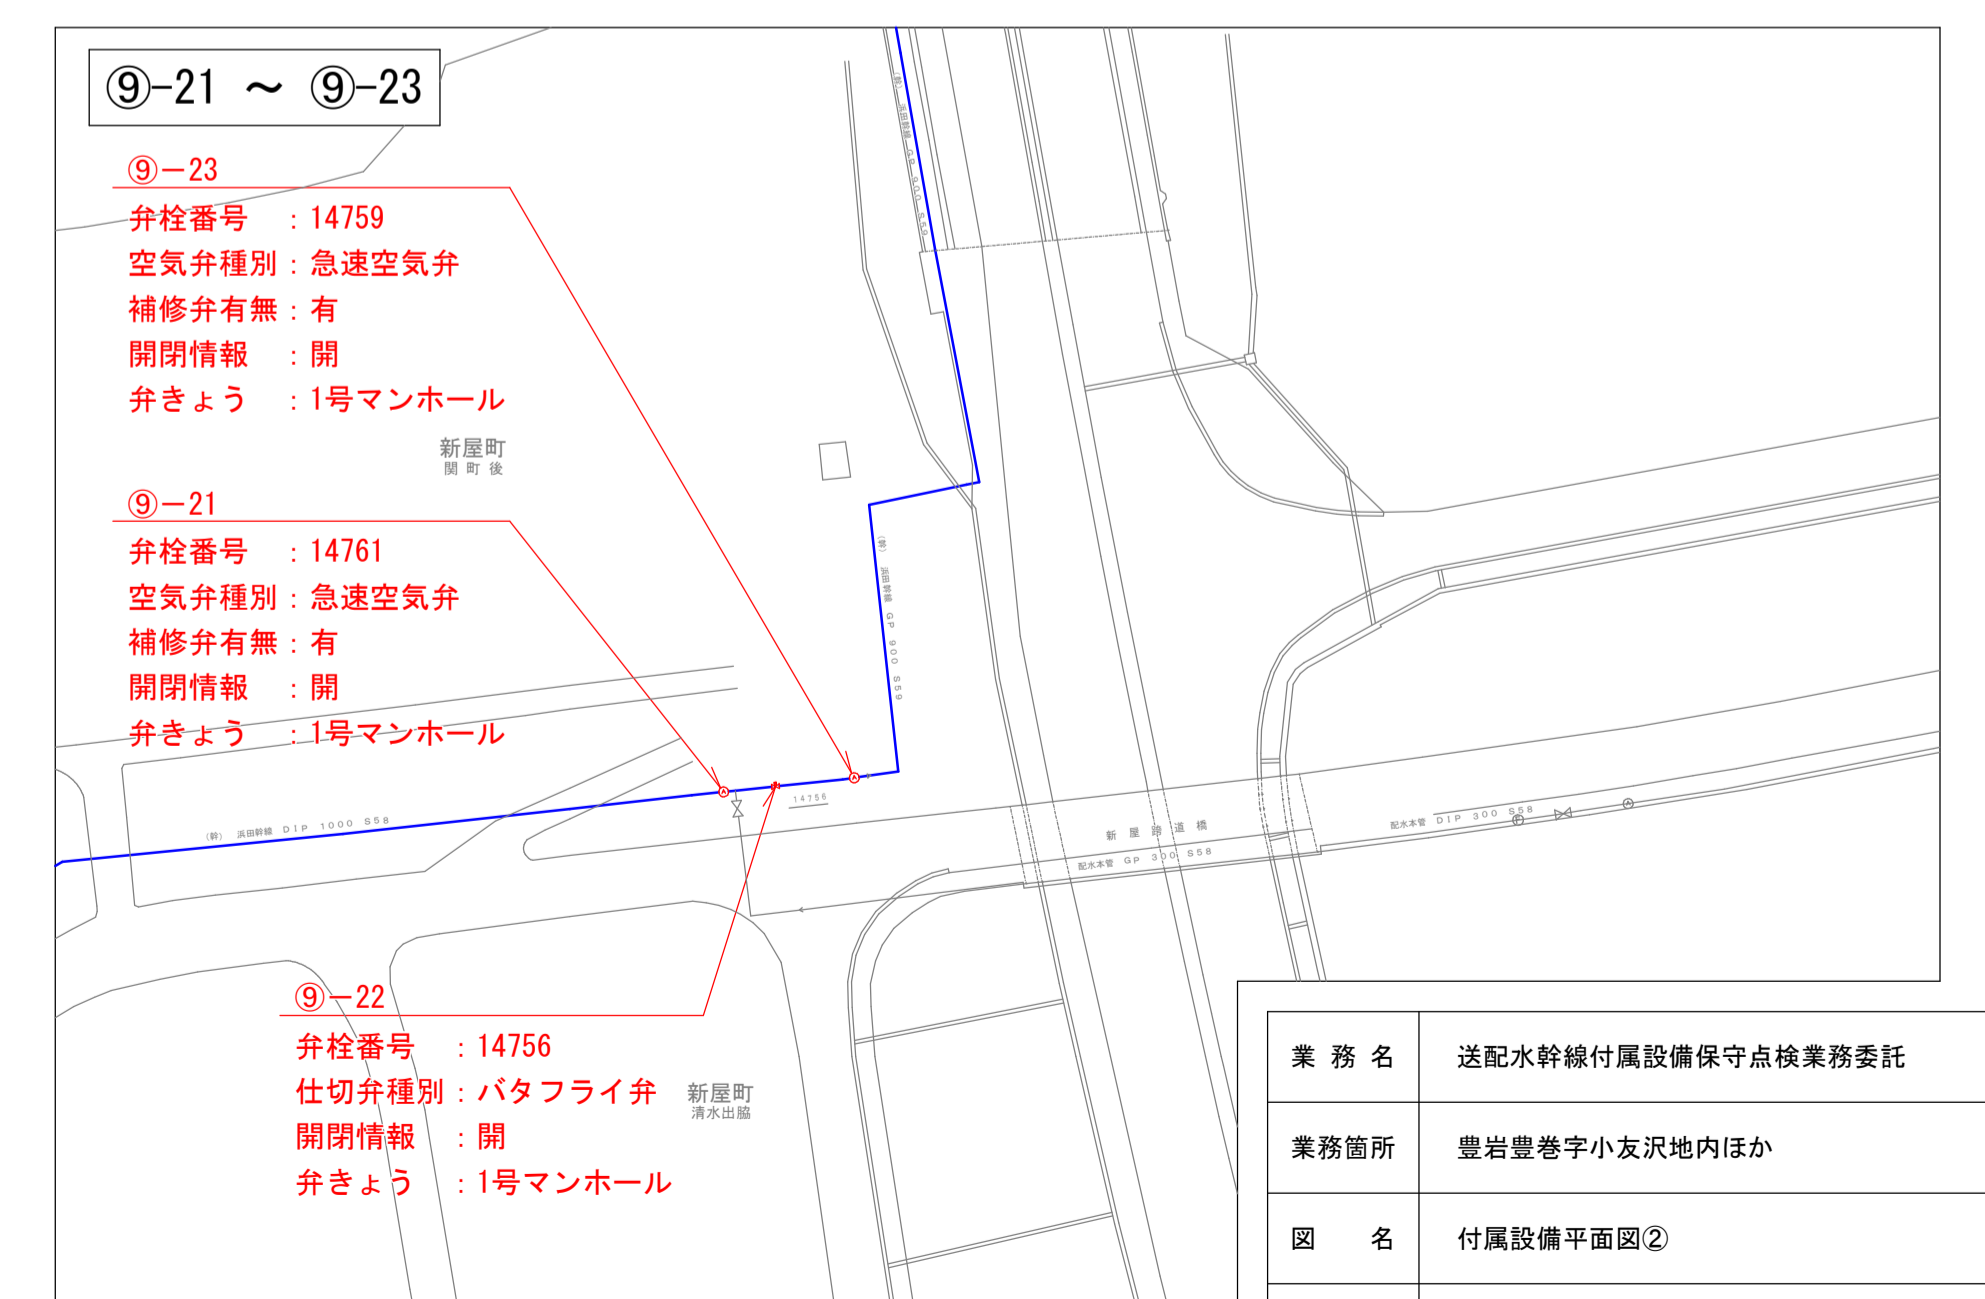 ⑨-21 ～ ⑨-23
⑨－23
弁栓番号 ：14759
空気弁種別：急速空気弁
補修弁有無：有
開閉情報 ：開
弁きょう ：1号マンホール
新屋町
関町後
⑨－21
弁栓番号 ：14761
空気弁種別：急速空気弁
補修弁有無：有
開閉情報 ：開
弁きょう ：1号マンホール
(幹) 浜田幹線 GP 900 S59
(幹) 浜田幹線 GP 900 S59
(幹) 浜田幹線 DIP 1000 S58
14756
新屋跨道橋
配水本管 GP 300 S58
配水本管 DIP 300 S58
⑨－22
弁栓番号 ：14756
仕切弁種別：バタフライ弁
開閉情報 ：開
弁きょう ：1号マンホール
新屋町
清水出脇
業務名 送配水幹線付属設備保守点検業務委託
業務箇所 豊岩豊巻字小友沢地内ほか
図名 付属設備平面図②